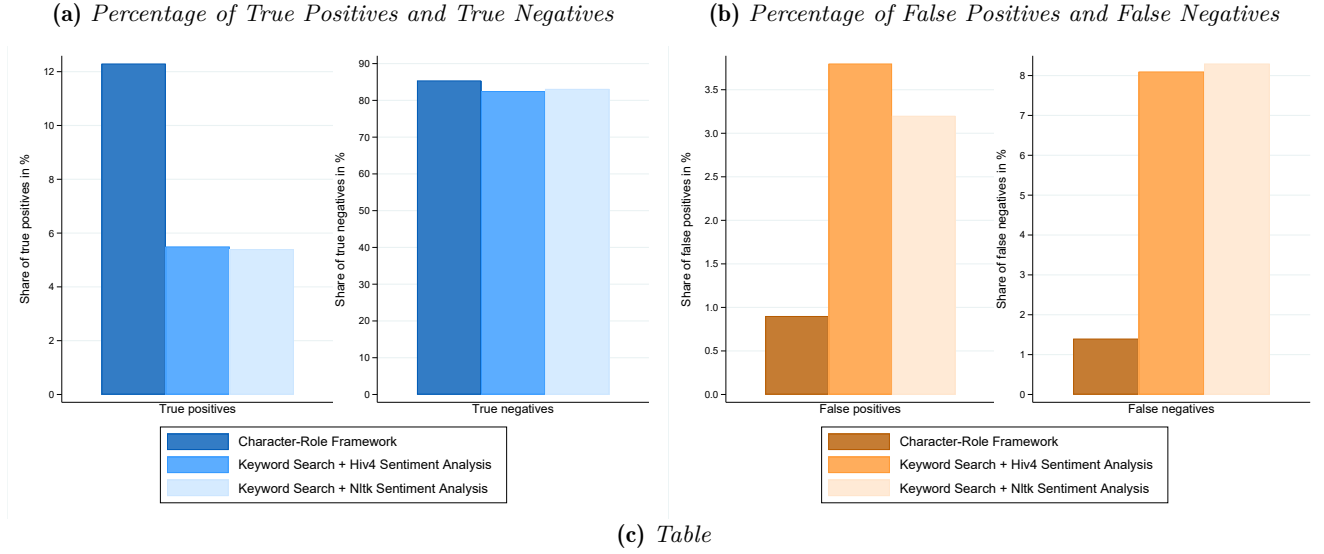 (a) Percentage of True Positives and True Negatives
Share of true positives in %
12
10
8
6
4
2
0
True positives
Share of true negatives in %
90
80
70
60
50
40
30
20
10
0
True negatives
Character-Role Framework
Keyword Search + Hiv4 Sentiment Analysis
Keyword Search + Nltk Sentiment Analysis
(b) Percentage of False Positives and False Negatives
Share of false positives in %
3.5
3.0
2.5
2.0
1.5
1.0
0.5
0.0
False positives
Share of false negatives in %
8
7
6
5
4
3
2
1
0
False negatives
Character-Role Framework
Keyword Search + Hiv4 Sentiment Analysis
Keyword Search + Nltk Sentiment Analysis
(c) Table